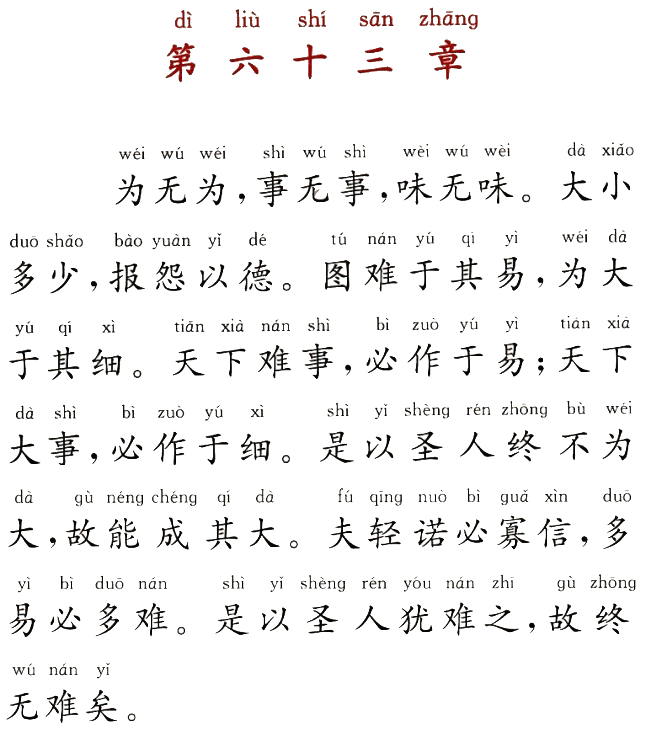 dì liù shí sān zhāng
第六十三章
wéi wú wéi shì wú shì wèi wú wèi dà xiǎo
为无为，事无事，味无味。大小
duō shǎo bào yuàn yǐ dé tú nán yú qí yì wéi dà
多少，报怨以德。图难于其易，为大
yú qí xì tiān xià nán shì bì zuò yú yì tiān xià
于其细。天下难事，必作于易；天下
dà shì bì zuò yú xì shì yǐ shèng rén zhōng bù wéi
大事，必作于细。是以圣人终不为
dà gù néng chéng qí dà fú qīng nuò bì guǎ xìn duō
大，故能成其大。夫轻诺必寡信，多
yì bì duō nán shì yǐ shèng rén yóu nán zhī gù zhōng
易必多难。是以圣人犹难之，故终
wú nán yǐ
无难矣。